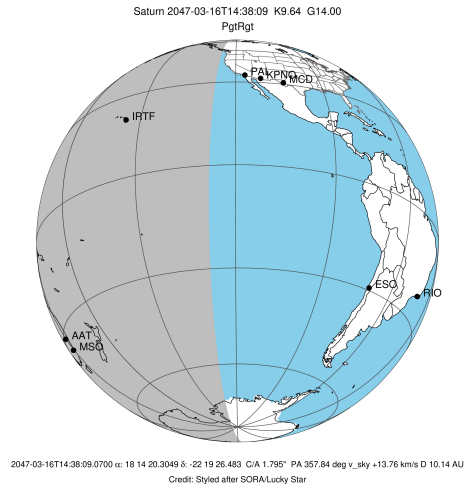 Saturn 2047-03-16T14:38:09 K9.64 G14.00
PgtRgt
PAL
KPNO
MCD
IRTF
ESO
RIO
AAT
MSO
2047-03-16T14:38:09.0700 α: 18 14 20.3049 δ: -22 19 26.483 C/A 1.795" PA 357.84 deg v_sky +13.76 km/s D 10.14 AU
Credit: Styled after SORA/Lucky Star